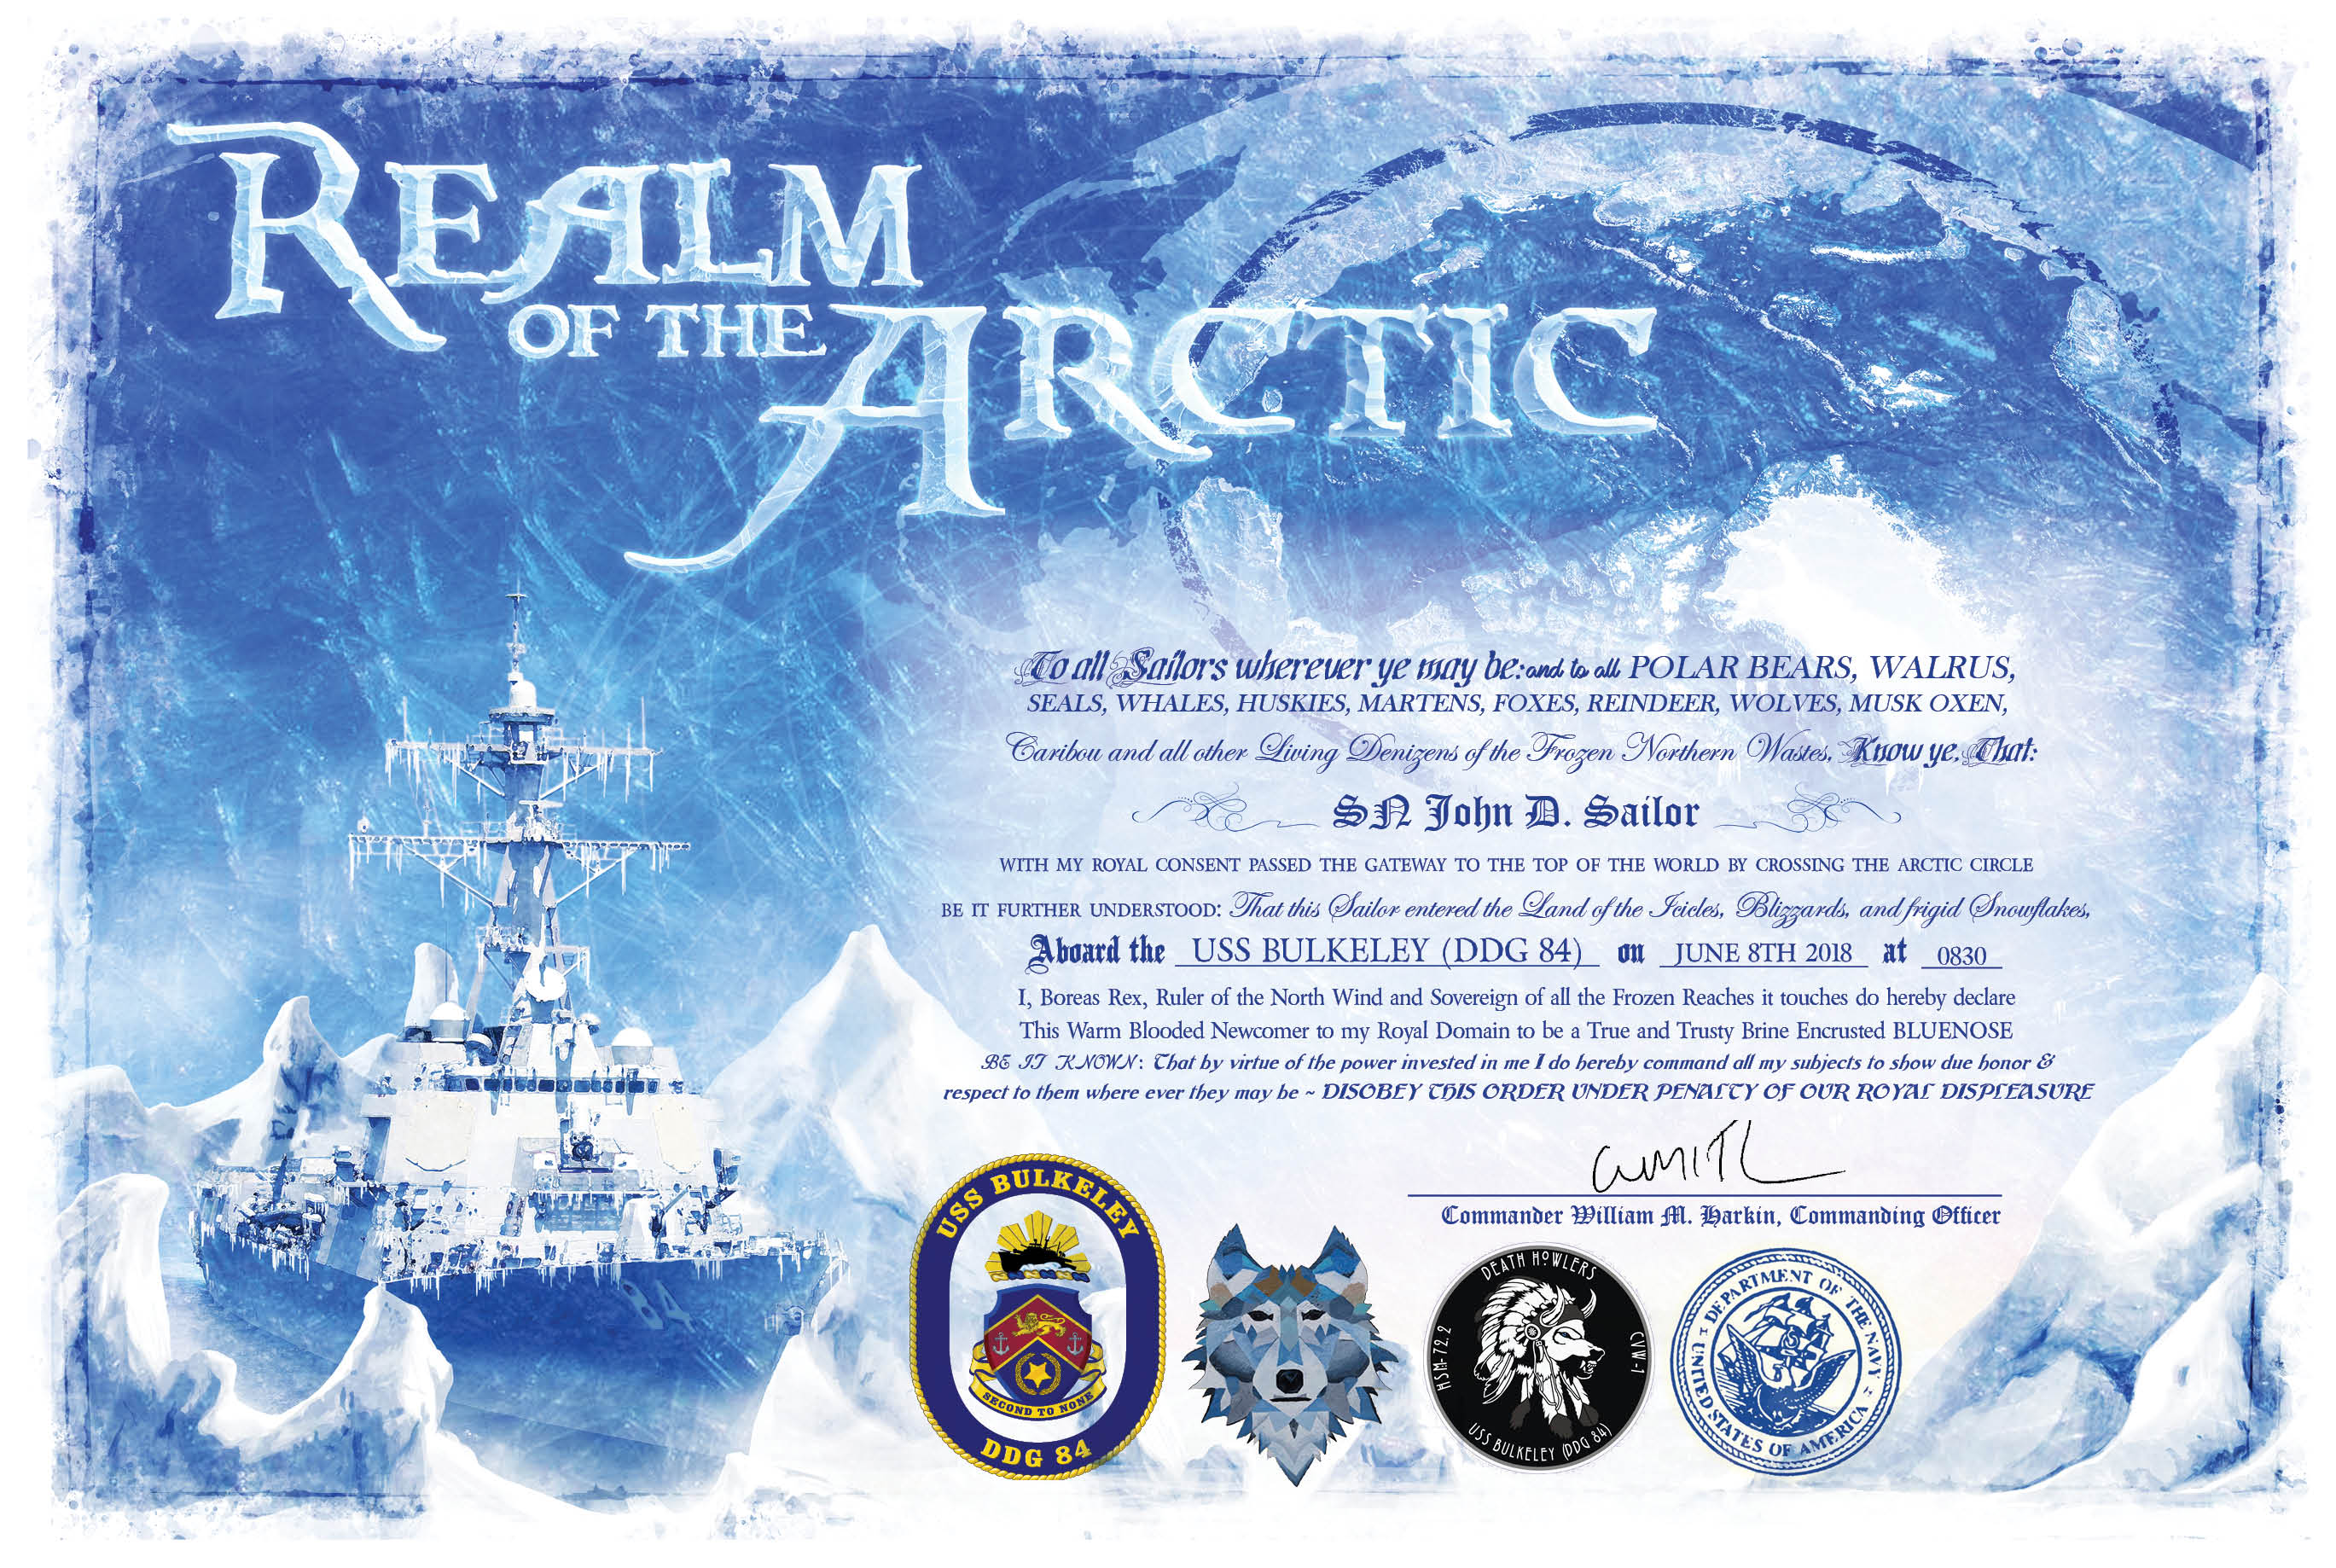 REALM
OF THE
ARCTIC
To all Sailors wherever ye may be: and to all POLAR BEARS, WALRUS,
SEALS, WHALES, HUSKIES, MARTENS, FOXES, REINDEER, WOLVES, MUSK OXEN,
Caribou and all other Living Denizens of the Frozen Northern Wastes, Know ye, That:
SN John D. Sailor
WITH MY ROYAL CONSENT PASSED THE GATEWAY TO THE TOP OF THE WORLD BY CROSSING THE ARCTIC CIRCLE
BE IT FURTHER UNDERSTOOD: That this Sailor entered the Land of the Icicles, Blizzards, and frigid Snowflakes,
Aboard the USS BULKELEY (DDG 84) on JUNE 8TH 2018 at 0830
I, Boreas Rex, Ruler of the North Wind and Sovereign of all the Frozen Reaches it touches do hereby declare
This Warm Blooded Newcomer to my Royal Domain to be a True and Trusty Brine Encrusted BLUENOSE
BE IT KNOWN: That by virtue of the power invested in me I do hereby command all my subjects to show due honor &
respect to them where ever they may be ~ DISOBEY THIS ORDER UNDER PENALTY OF OUR ROYAL DISPLEASURE
Commander William M. Harkin, Commanding Officer
USS BULKELEY
SECOND TO NONE
DDG 84
DEATH HOWLERS
HSM-72.2
CVW-1
USS BULKELEY (DDG 84)
DEPARTMENT OF THE NAVY
UNITED STATES OF AMERICA
84